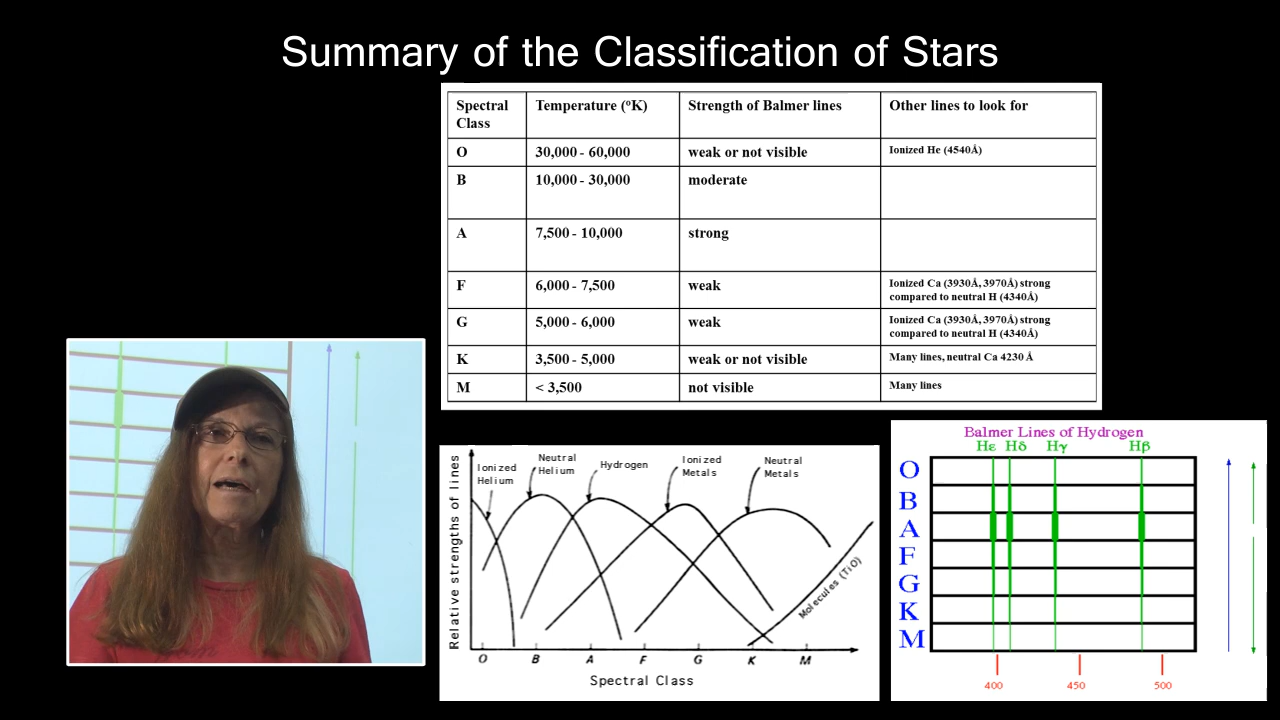 Summary of the Classification of Stars
Spectral Class Temperature (°K) Strength of Balmer lines Other lines to look for
O 30,000 - 60,000 weak or not visible Ionized He (4540Å)
B 10,000 - 30,000 moderate
A 7,500 - 10,000 strong
F 6,000 - 7,500 weak Ionized Ca (3930Å, 3970Å) strong compared to neutral H (4340Å)
G 5,000 - 6,000 weak Ionized Ca (3930Å, 3970Å) strong compared to neutral H (4340Å)
K 3,500 - 5,000 weak or not visible Many lines, neutral Ca 4230 Å
M < 3,500 not visible Many lines
Relative strengths of lines
Ionized
Helium
Neutral
Helium
Hydrogen
Ionized
Metals
Neutral
Metals
Molecules (TiO)
O B A F G K M
Spectral Class
Balmer Lines of Hydrogen
Hε Hδ Hγ Hβ
O
B
A
F
G
K
M
400 450 500